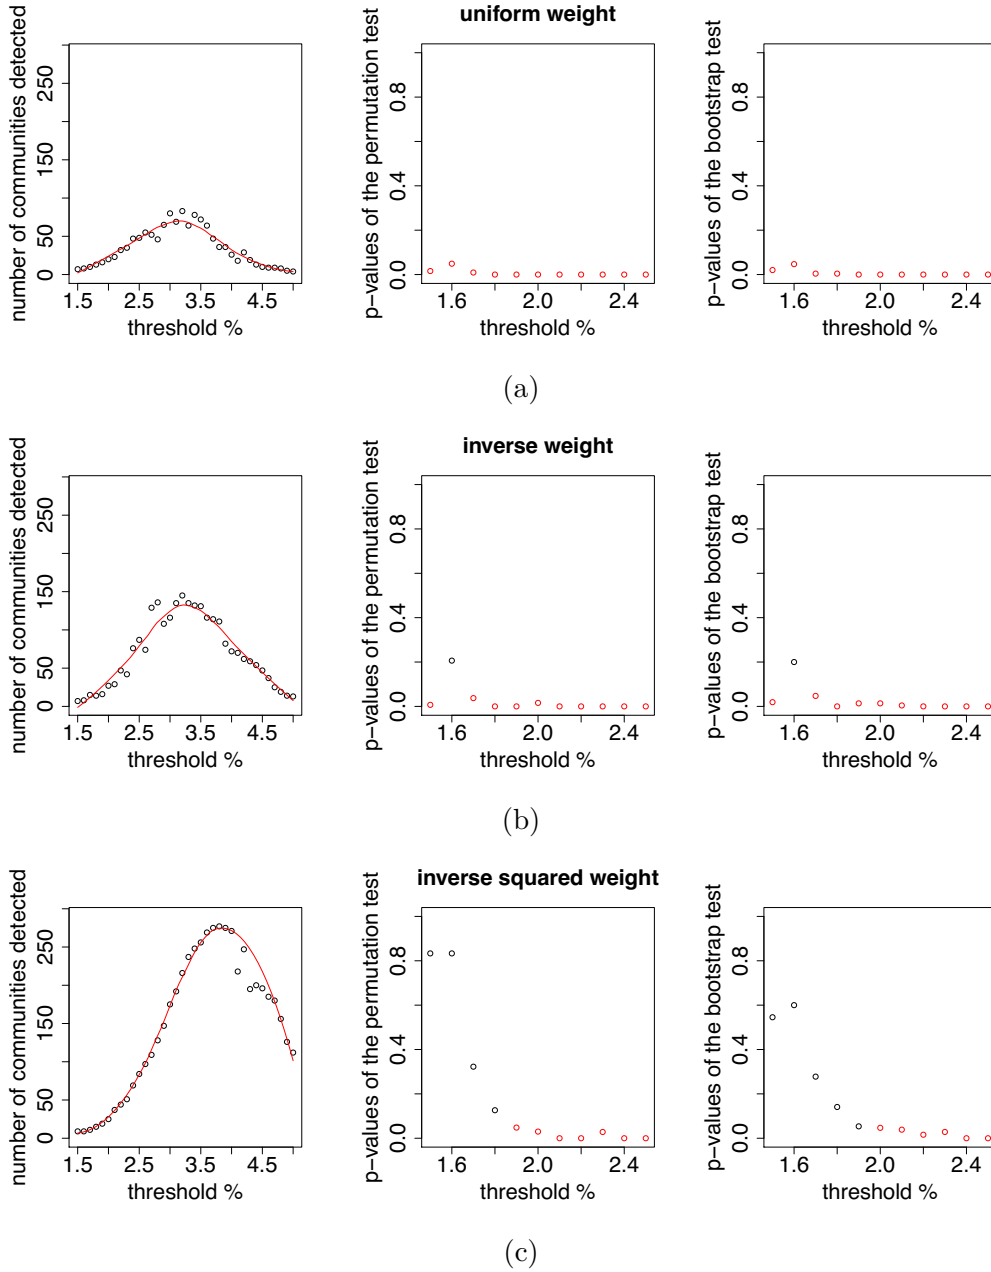 uniform weight
number of communities detected
0 50 150 250
1.5 2.5 3.5 4.5
threshold %
p−values of the permutation test
0.0 0.4 0.8
1.6 2.0 2.4
threshold %
p−values of the bootstrap test
0.0 0.4 0.8
1.6 2.0 2.4
threshold %
(a)
inverse weight
number of communities detected
0 50 150 250
1.5 2.5 3.5 4.5
threshold %
p−values of the permutation test
0.0 0.4 0.8
1.6 2.0 2.4
threshold %
p−values of the bootstrap test
0.0 0.4 0.8
1.6 2.0 2.4
threshold %
(b)
inverse squared weight
number of communities detected
0 50 150 250
1.5 2.5 3.5 4.5
threshold %
p−values of the permutation test
0.0 0.4 0.8
1.6 2.0 2.4
threshold %
p−values of the bootstrap test
0.0 0.4 0.8
1.6 2.0 2.4
threshold %
(c)